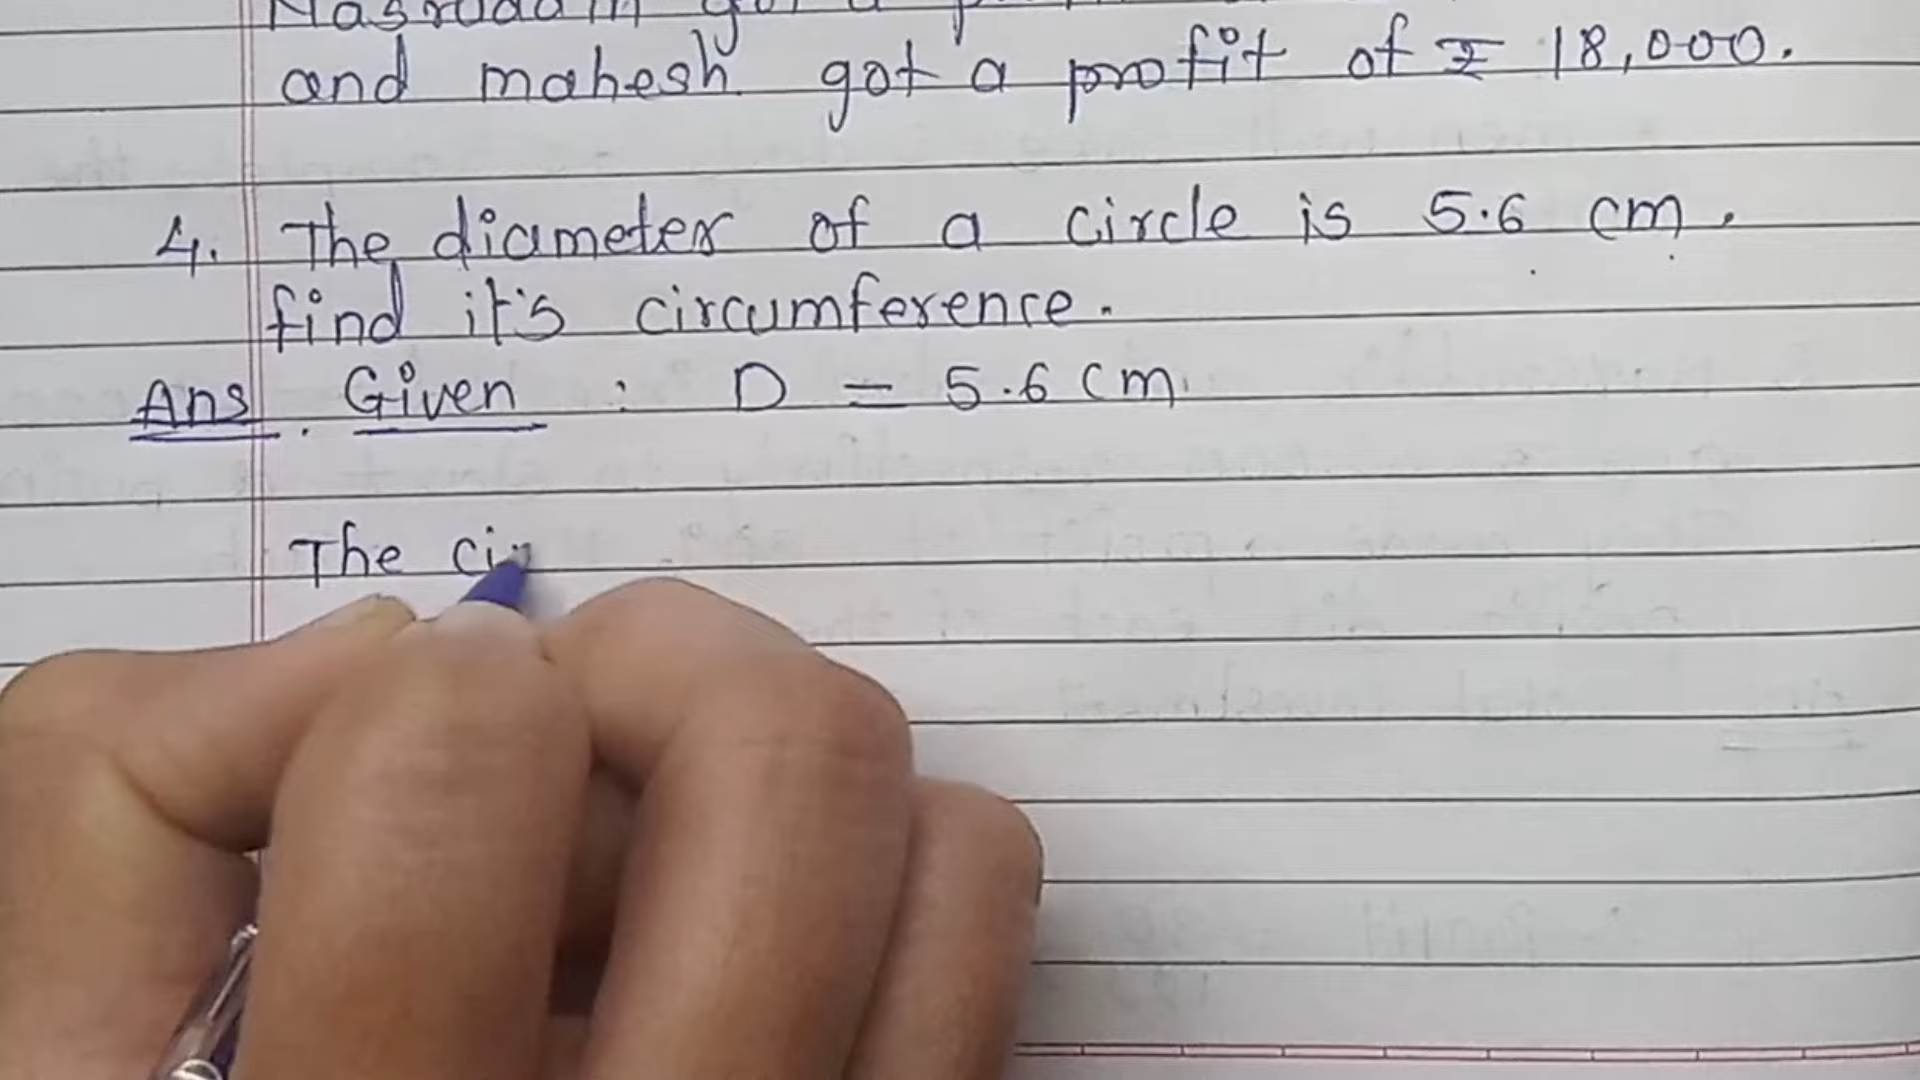 and mahesh got a profit of ₹ 18,000.
4. The diameter of a circle is 5.6 cm.
find it's circumference.
Ans. Given : D = 5.6 cm.
The cir